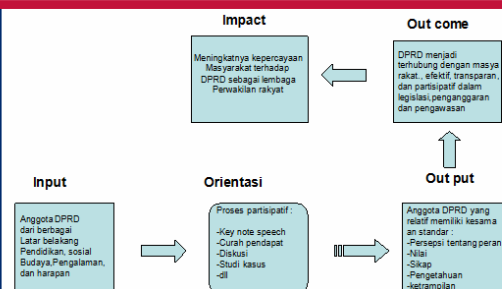 Impact
Meningkatnya kepercayaan
Masyarakat terhadap
DPRD sebagai lembaga
Perwakilan rakyat
Out come
DPRD menjadi
terhubung dengan masya
rakat., efektif, transparan,
dan partisipatif dalam
legislasi,penganggaran
dan pengawasan
Input
Anggota DPRD
dari berbagai
Latar belakang
Pendidikan, sosial
Budaya,Pengalaman,
dan harapan
Orientasi
Proses partisipatif :
-Key note speech
-Curah pendapat
-Diskusi
-Studi kasus
-dll
Out put
Anggota DPRD yang
relatif memiliki kesama
an standar :
-Persepsi tentang peran
-Nilai
-Sikap
-Pengetahuan
-ketrampilan